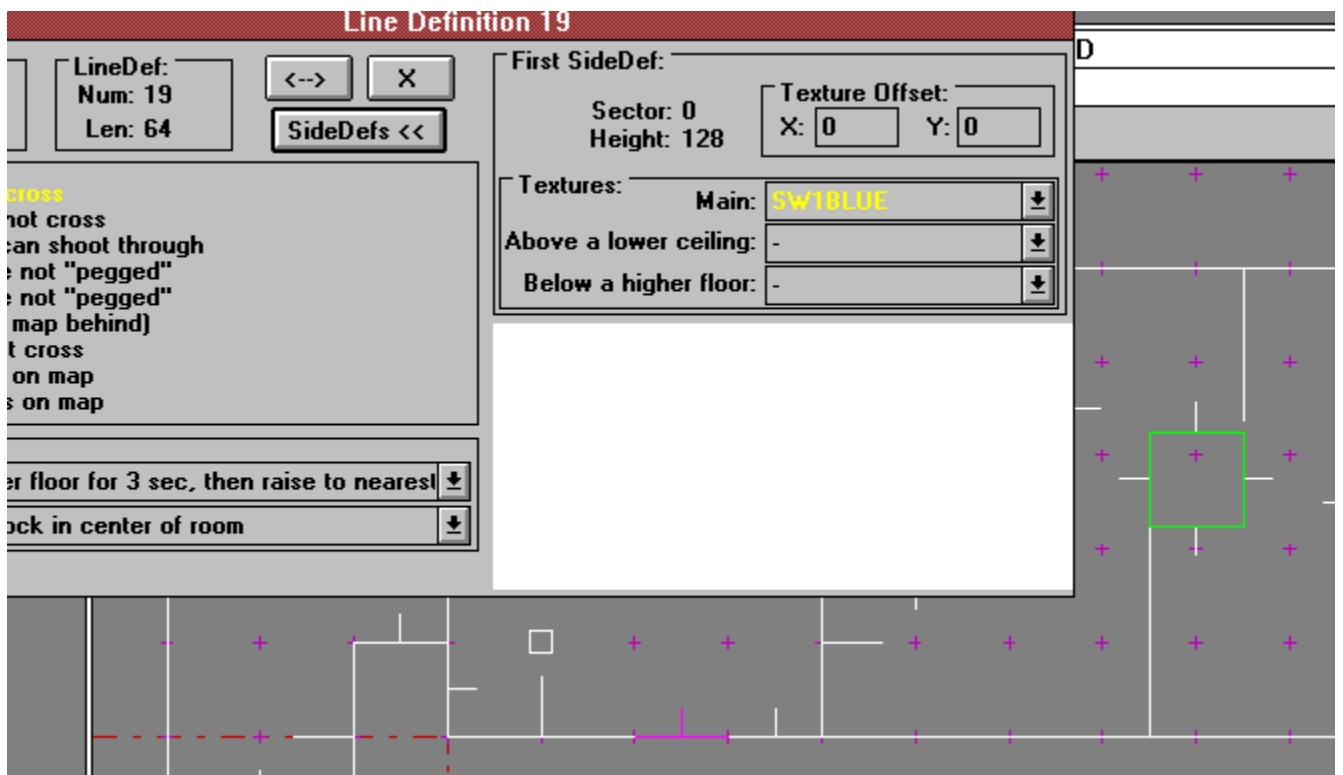 Line Definition 19
D
LineDef:
Num: 19
Len: 64
<-->
X
SideDefs <<
First SideDef:
Sector: 0
Height: 128
Texture Offset:
X: 0
Y: 0
Textures:
Main: SW1BLUE
Above a lower ceiling: -
Below a higher floor: -
cross
not cross
can shoot through
e not "pegged"
e not "pegged"
map behind)
t cross
on map
s on map
er floor for 3 sec, then raise to nearest
ock in center of room